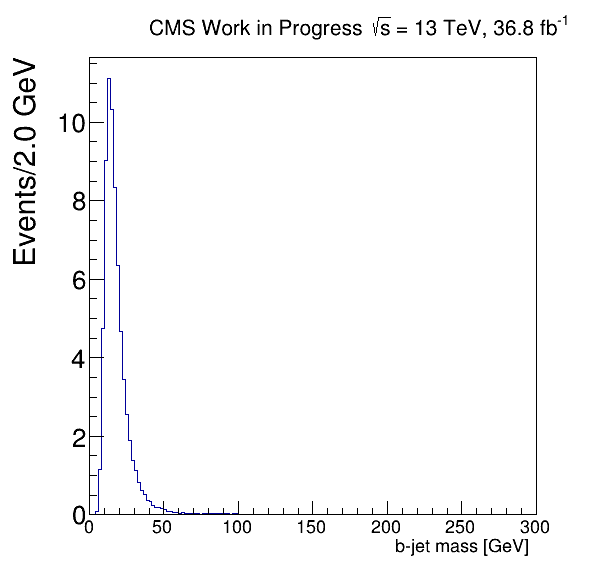 CMS Work in Progress √s = 13 TeV, 36.8 fb⁻¹
Events/2.0 GeV
10
8
6
4
2
0
0 50 100 150 200 250 300
b-jet mass [GeV]